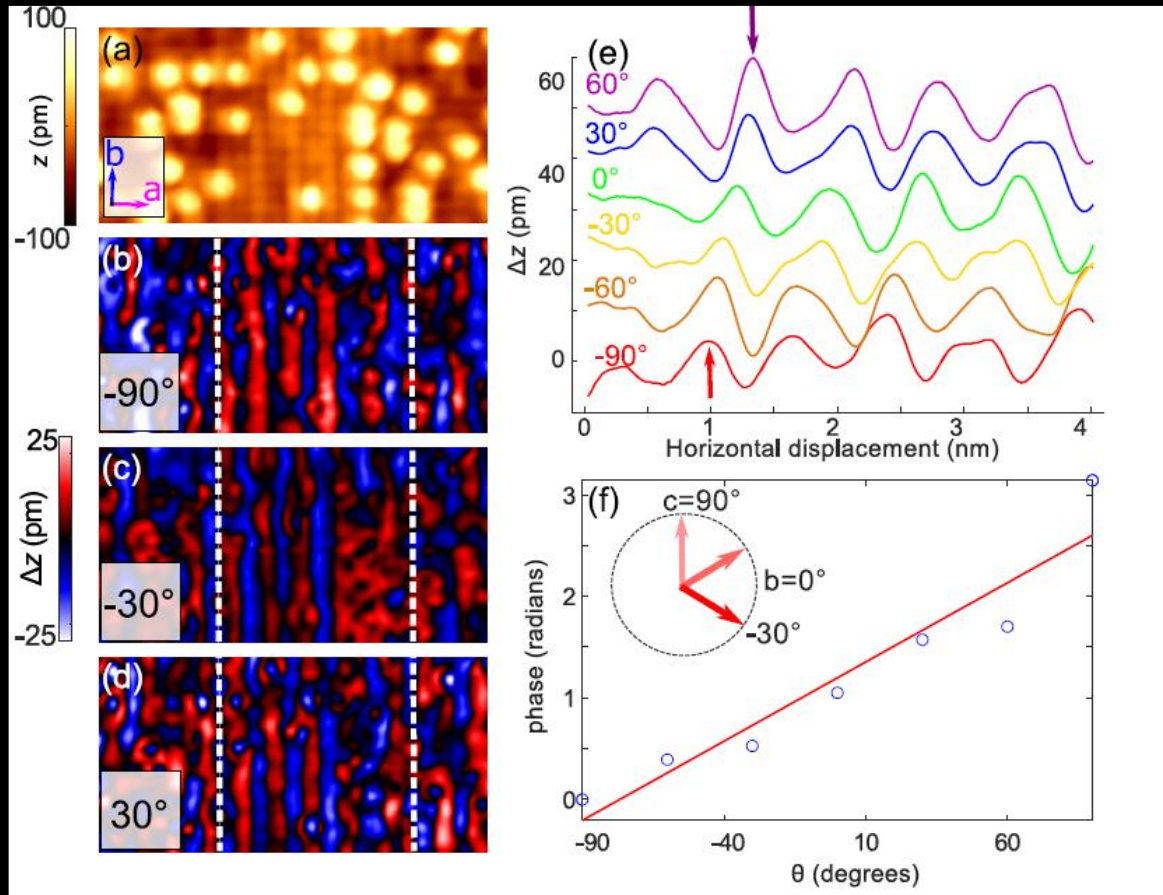 100
z (pm)
-100
(a)
b
a
(b)
-90°
25
Δz (pm)
-25
(c)
-30°
(d)
30°
(e)
60
40
20
0
Δz (pm)
60°
30°
0°
-30°
-60°
-90°
0
1
2
3
4
Horizontal displacement (nm)
(f)
c=90°
b=0°
-30°
3
2
1
0
phase (radians)
-90
-40
10
60
θ (degrees)